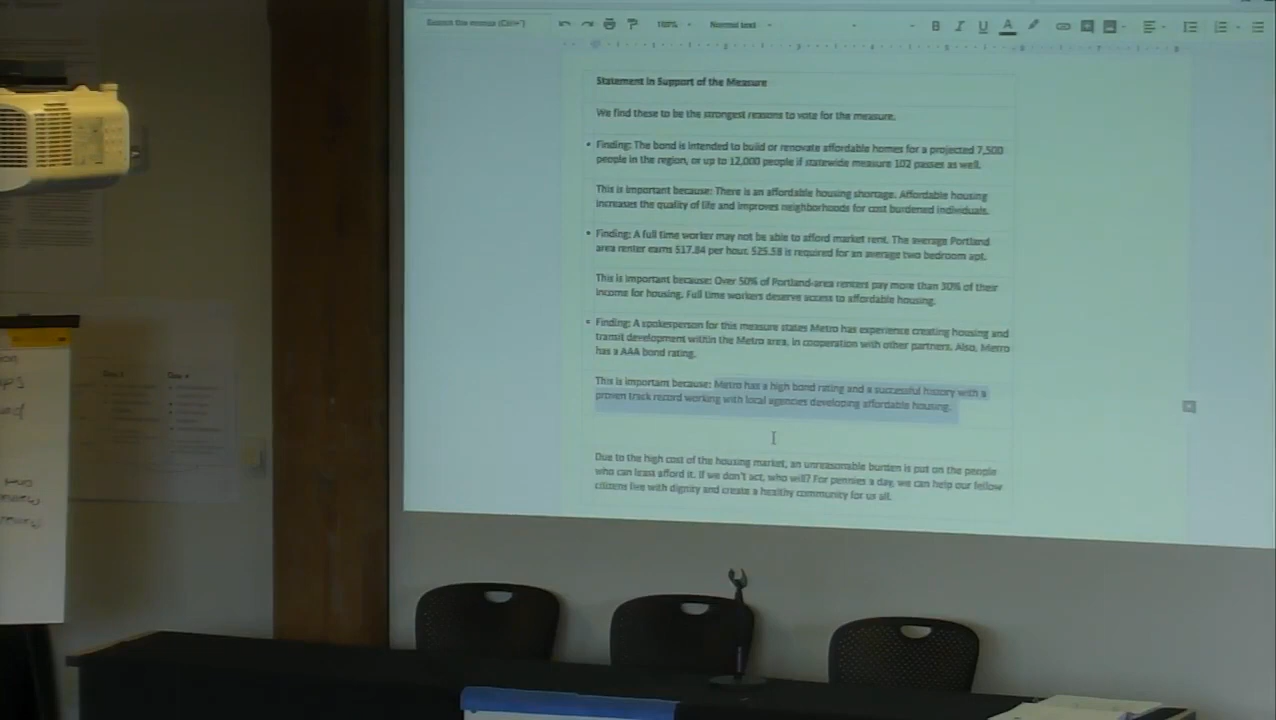 Search the menus (Ctrl+')
100%
Normal text
B I U A
Statement in Support of the Measure
We find these to be the strongest reasons to vote for the measure.
• Finding: The bond is intended to build or renovate affordable homes for a projected 7,500
people in the region, or up to 12,000 people if statewide measure 102 passes as well.
This is important because: There is an affordable housing shortage. Affordable housing
increases the quality of life and improves neighborhoods for cost burdened individuals.
• Finding: A full time worker may not be able to afford market rent. The average Portland
area renter earns $17.84 per hour. $25.58 is required for an average two bedroom apt.
This is important because: Over 50% of Portland-area renters pay more than 30% of their
income for housing. Full time workers deserve access to affordable housing.
• Finding: A spokesperson for this measure states Metro has experience creating housing and
transit development within the Metro area, in cooperation with other partners. Also, Metro
has a AAA bond rating.
This is important because: Metro has a high bond rating and a successful history with a
proven track record working with local agencies developing affordable housing.
Due to the high cost of the housing market, an unreasonable burden is put on the people
who can least afford it. If we don't act, who will? For pennies a day, we can help our fellow
citizens live with dignity and create a healthy community for us all.